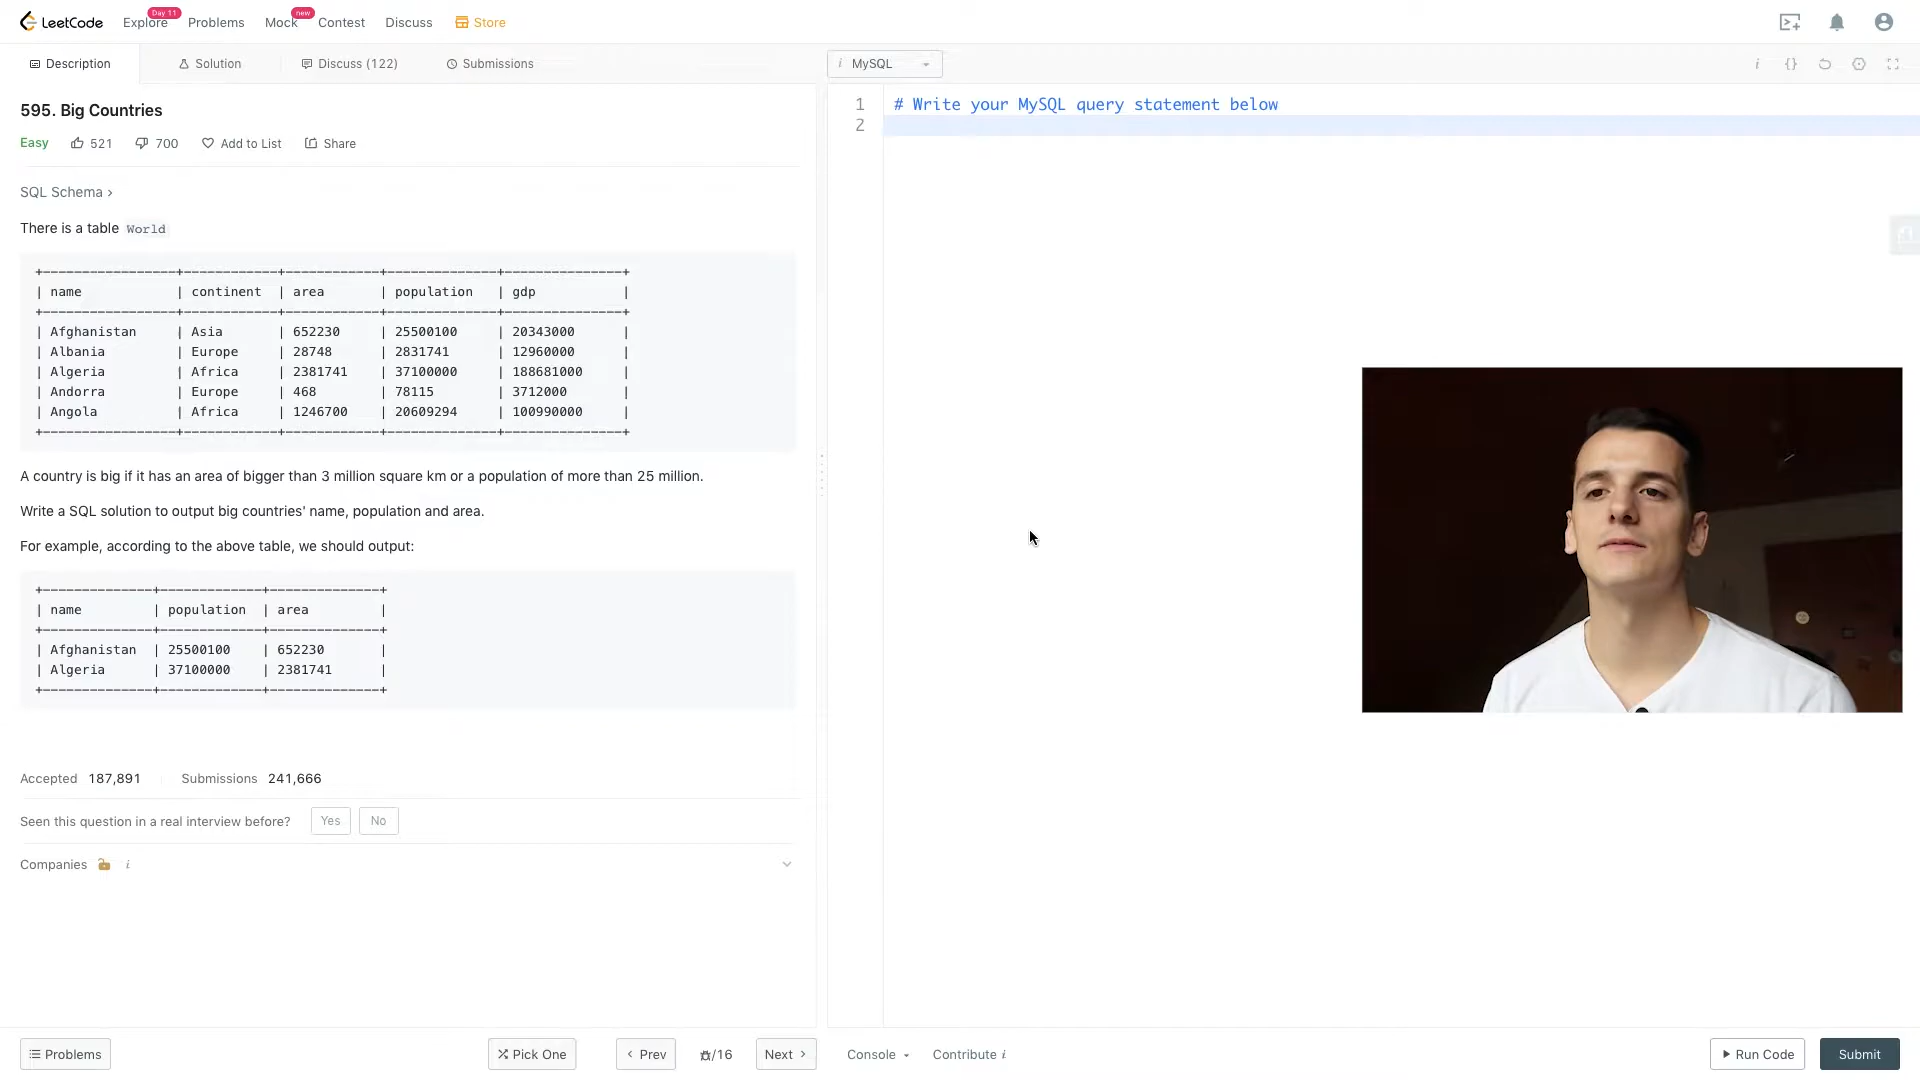 LeetCode Explore Day 11 Problems Mock new Contest Discuss Store
Description Solution Discuss (122) Submissions
i MySQL
i {}
595. Big Countries
Easy 521 700 Add to List Share
SQL Schema ›
There is a table World
+-----------------+------------+------------+--------------+---------------+
| name | continent | area | population | gdp |
+-----------------+------------+------------+--------------+---------------+
| Afghanistan | Asia | 652230 | 25500100 | 20343000 |
| Albania | Europe | 28748 | 2831741 | 12960000 |
| Algeria | Africa | 2381741 | 37100000 | 188681000 |
| Andorra | Europe | 468 | 78115 | 3712000 |
| Angola | Africa | 1246700 | 20609294 | 100990000 |
+-----------------+------------+------------+--------------+---------------+
A country is big if it has an area of bigger than 3 million square km or a population of more than 25 million.
Write a SQL solution to output big countries' name, population and area.
For example, according to the above table, we should output:
+--------------+-------------+--------------+
| name | population | area |
+--------------+-------------+--------------+
| Afghanistan | 25500100 | 652230 |
| Algeria | 37100000 | 2381741 |
+--------------+-------------+--------------+
Accepted 187,891 Submissions 241,666
Seen this question in a real interview before? Yes No
Companies i
Problems Pick One ‹ Prev /16 Next ›
1 # Write your MySQL query statement below
2
Console Contribute i Run Code Submit